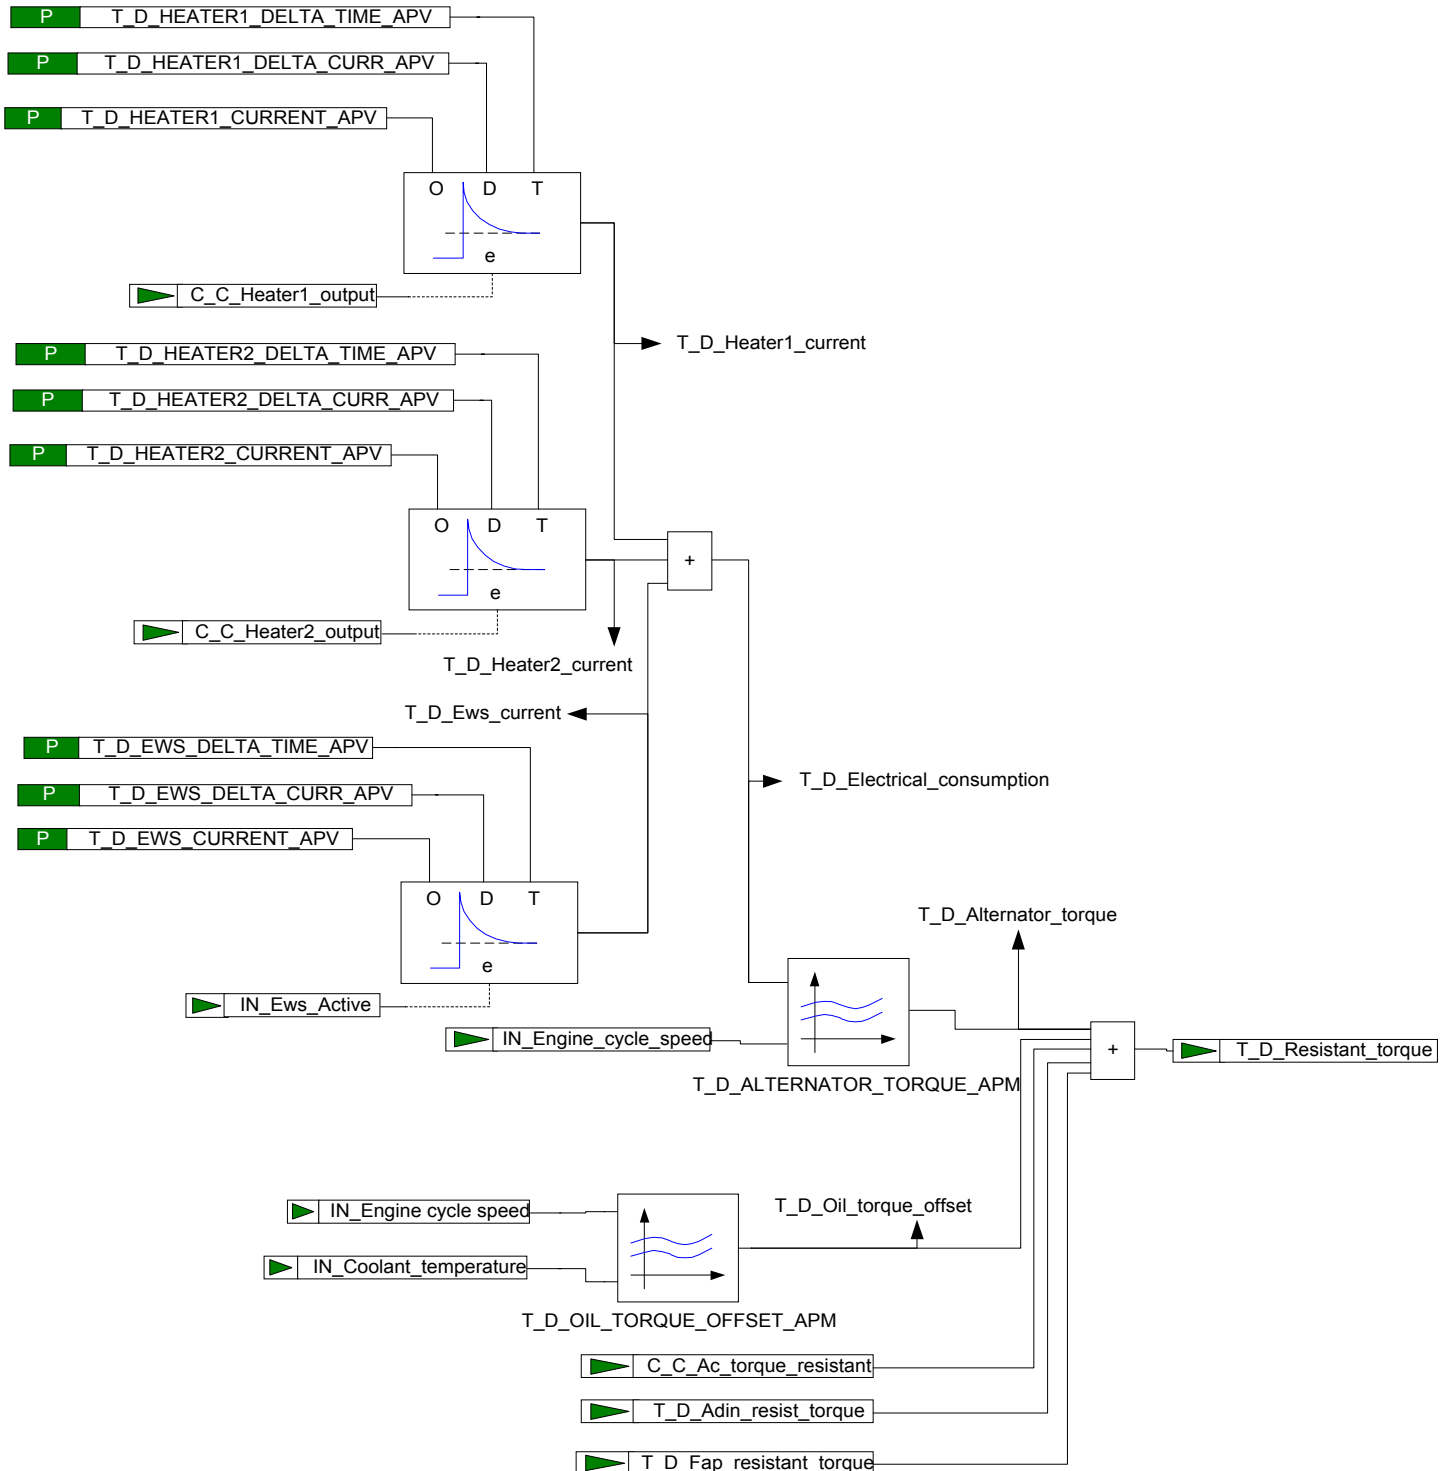 P T_D_HEATER1_DELTA_TIME_APV
P T_D_HEATER1_DELTA_CURR_APV
P T_D_HEATER1_CURRENT_APV
O D T
e
C_C_Heater1_output
T_D_Heater1_current
P T_D_HEATER2_DELTA_TIME_APV
P T_D_HEATER2_DELTA_CURR_APV
P T_D_HEATER2_CURRENT_APV
O D T
+
e
C_C_Heater2_output
T_D_Heater2_current
T_D_Ews_current
P T_D_EWS_DELTA_TIME_APV
T_D_Electrical_consumption
P T_D_EWS_DELTA_CURR_APV
P T_D_EWS_CURRENT_APV
O D T
T_D_Alternator_torque
e
IN_Ews_Active
IN_Engine_cycle_speed
+
T_D_Resistant_torque
T_D_ALTERNATOR_TORQUE_APM
T_D_Oil_torque_offset
IN_Engine cycle speed
IN_Coolant_temperature
T_D_OIL_TORQUE_OFFSET_APM
C_C_Ac_torque_resistant
T_D_Adin_resist_torque
T_D_Fap_resistant_torque